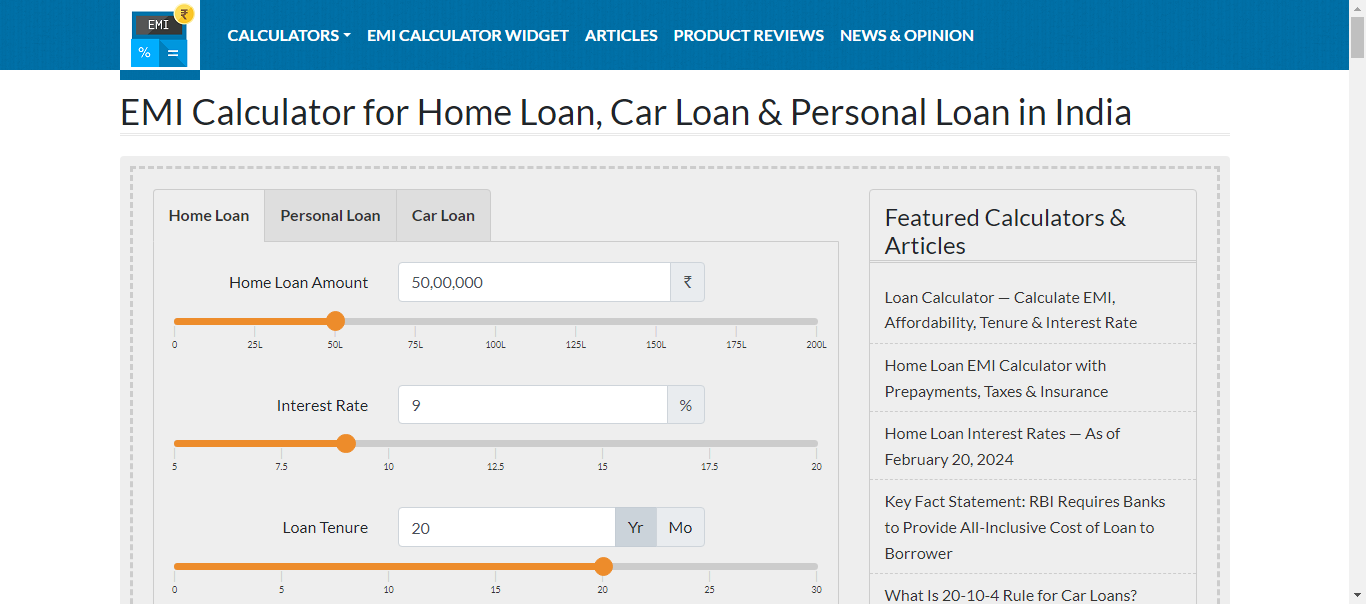 EMI
₹
%
=
CALCULATORS
EMI CALCULATOR WIDGET
ARTICLES
PRODUCT REVIEWS
NEWS & OPINION
EMI Calculator for Home Loan, Car Loan & Personal Loan in India
Home Loan
Personal Loan
Car Loan
Home Loan Amount
50,00,000
₹
0
25L
50L
75L
100L
125L
150L
175L
200L
Interest Rate
9
%
5
7.5
10
12.5
15
17.5
20
Loan Tenure
20
Yr
Mo
0
5
10
15
20
25
30
Featured Calculators &
Articles
Loan Calculator — Calculate EMI,
Affordability, Tenure & Interest Rate
Home Loan EMI Calculator with
Prepayments, Taxes & Insurance
Home Loan Interest Rates — As of
February 20, 2024
Key Fact Statement: RBI Requires Banks
to Provide All-Inclusive Cost of Loan to
Borrower
What Is 20-10-4 Rule for Car Loans?